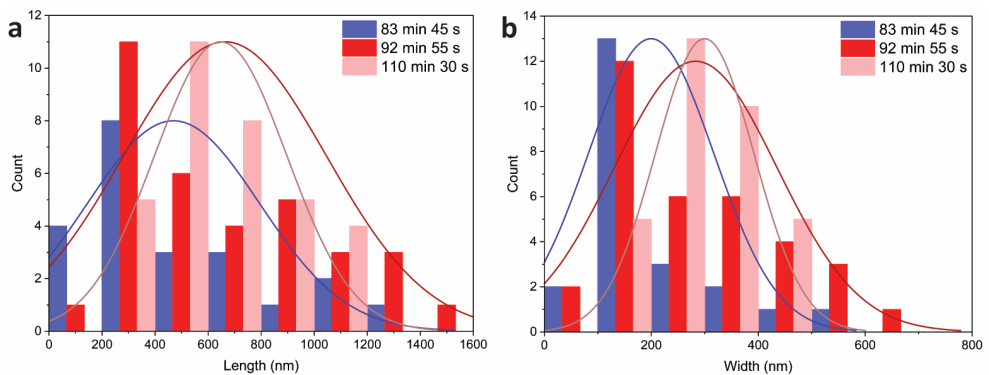 a
83 min 45 s
92 min 55 s
110 min 30 s
Count
12
10
8
6
4
2
0
0 200 400 600 800 1000 1200 1400 1600
Length (nm)
b
83 min 45 s
92 min 55 s
110 min 30 s
Count
14
12
10
8
6
4
2
0
0 200 400 600 800
Width (nm)